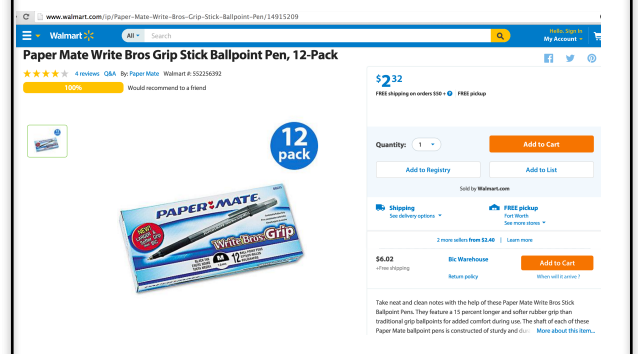 www.walmart.com/ip/Paper-Mate-Write-Bros-Grip-Stick-Ballpoint-Pen/14915209
Walmart
All
Search
Hello. Sign In
My Account
Paper Mate Write Bros Grip Stick Ballpoint Pen, 12-Pack
4 reviews Q&A By: Paper Mate Walmart #: 552256392
100% Would recommend to a friend
12
pack
PAPER MATE
NEW!
Write Bros. Grip
M
12
$2.32
FREE shipping on orders $50 + FREE pickup
Quantity: 1
Add to Cart
Add to Registry
Add to List
Sold by Walmart.com
Shipping
See delivery options
FREE pickup
Fort Worth
See more stores
2 more sellers from $2.40 | Learn more
$6.02
+Free shipping
Bic Warehouse
Return policy
Add to Cart
When will it arrive ?
Take neat and clean notes with the help of these Paper Mate Write Bros Stick
Ballpoint Pens. They feature a 15 percent longer and softer rubber grip than
traditional grip ballpoints for added comfort during use. The shaft of each of these
Paper Mate ballpoint pens is constructed of sturdy and More about this item...